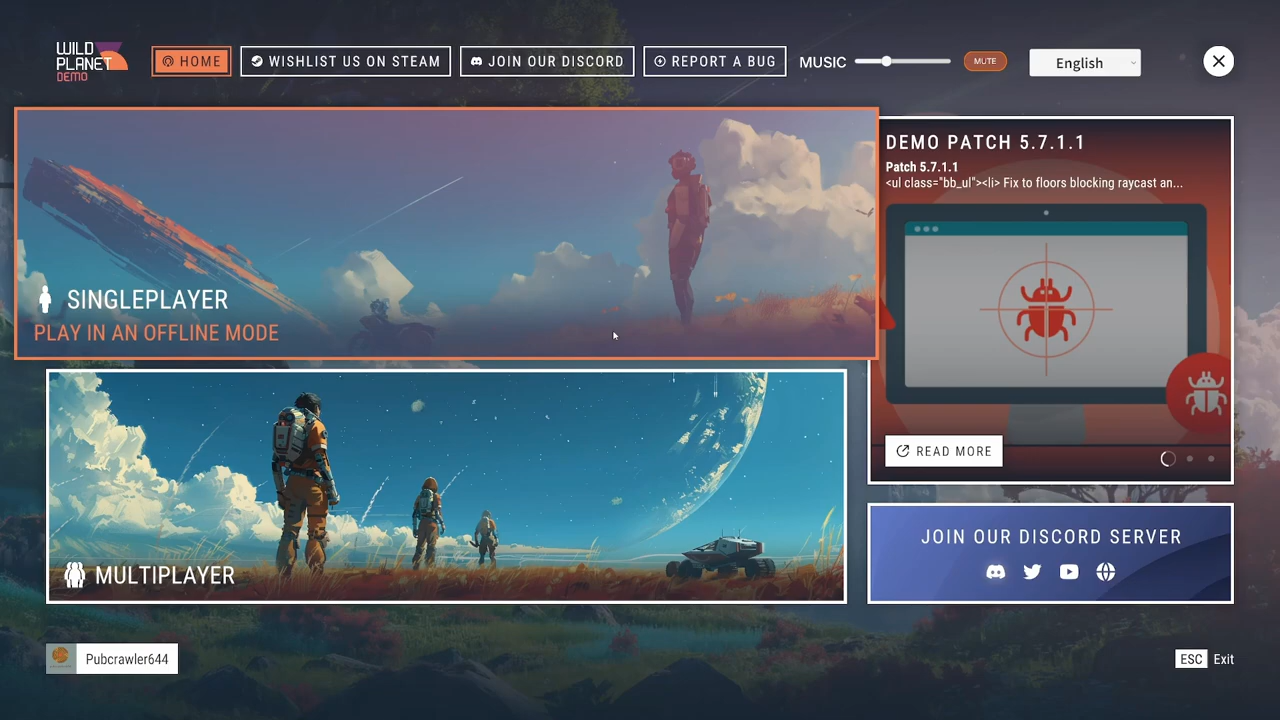 WILD
PLANET
DEMO
HOME
WISHLIST US ON STEAM
JOIN OUR DISCORD
REPORT A BUG
MUSIC
MUTE
English
SINGLEPLAYER
PLAY IN AN OFFLINE MODE
DEMO PATCH 5.7.1.1
Patch 5.7.1.1
<ul class="bb_ul"><li> Fix to floors blocking raycast an...
READ MORE
MULTIPLAYER
JOIN OUR DISCORD SERVER
Pubcrawler644
ESC Exit